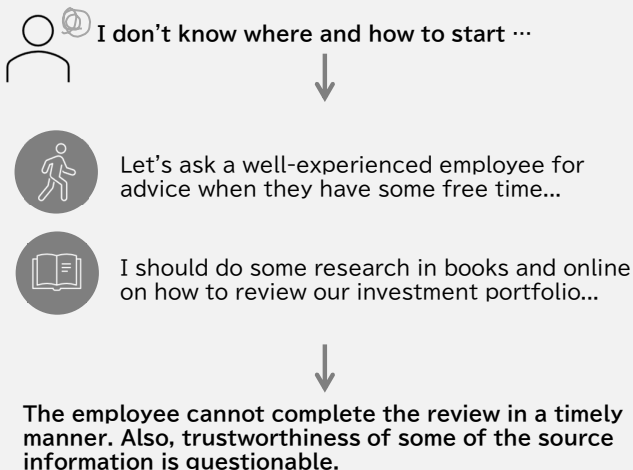 I don't know where and how to start …
Let's ask a well-experienced employee for
advice when they have some free time...
I should do some research in books and online
on how to review our investment portfolio...
The employee cannot complete the review in a timely
manner. Also, trustworthiness of some of the source
information is questionable.